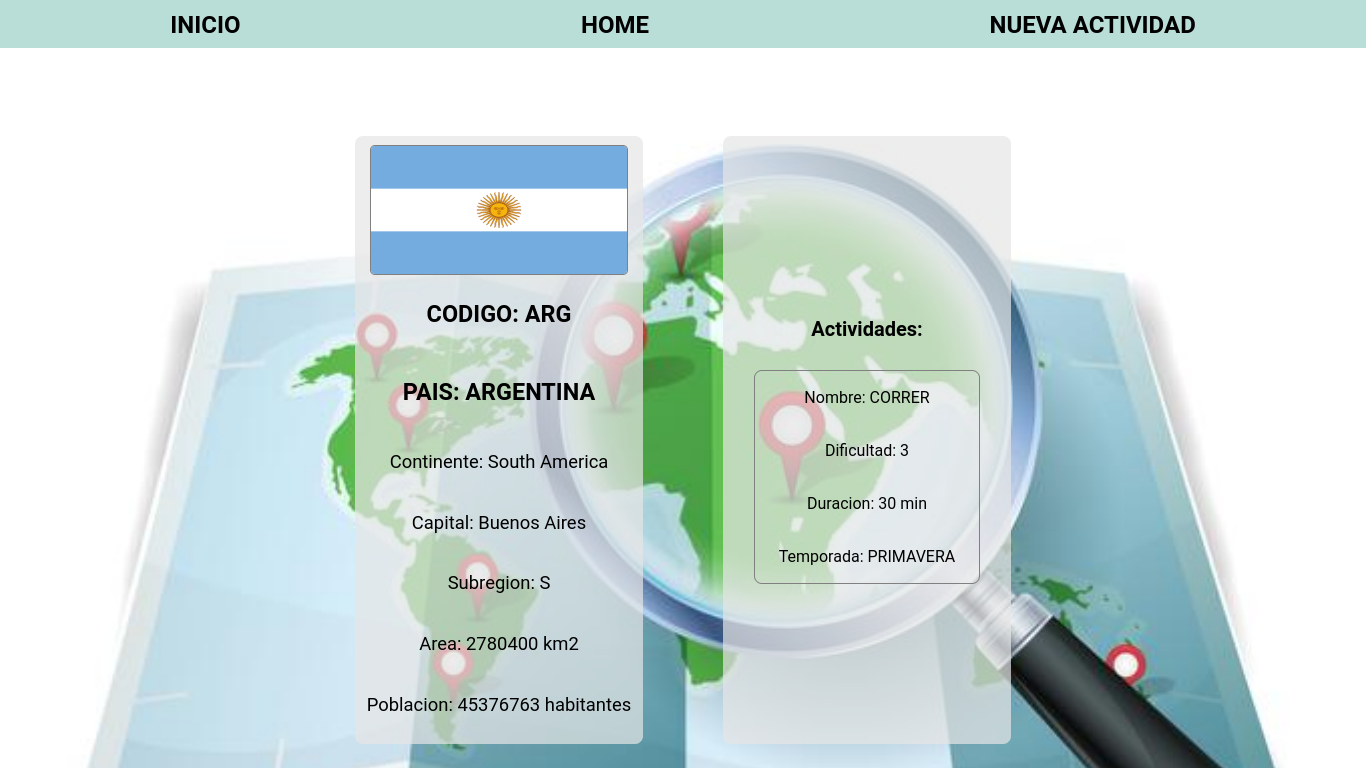 INICIO
HOME
NUEVA ACTIVIDAD
CODIGO: ARG
PAIS: ARGENTINA
Continente: South America
Capital: Buenos Aires
Subregion: S
Area: 2780400 km2
Poblacion: 45376763 habitantes
Actividades:
Nombre: CORRER
Dificultad: 3
Duracion: 30 min
Temporada: PRIMAVERA